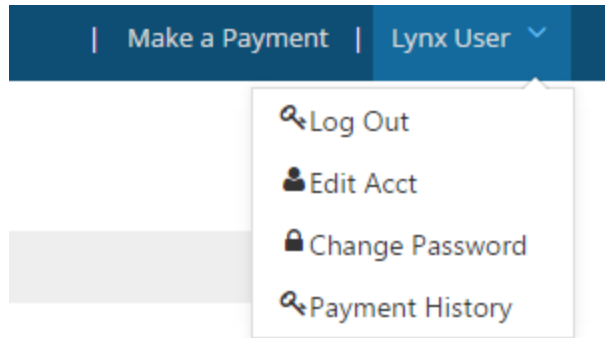 | Make a Payment | Lynx User
Log Out
Edit Acct
Change Password
Payment History